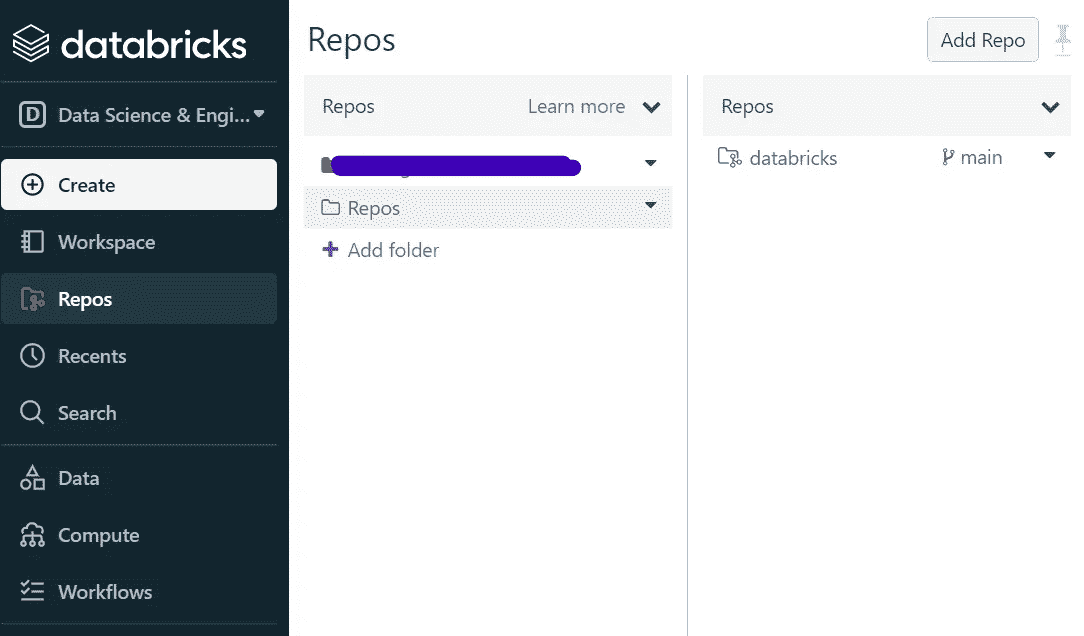 databricks
D
Data Science & Engi...
Create
Workspace
Repos
Recents
Search
Data
Compute
Workflows
Repos
Add Repo
Repos Learn more
Repos
Add folder
Repos
databricks main